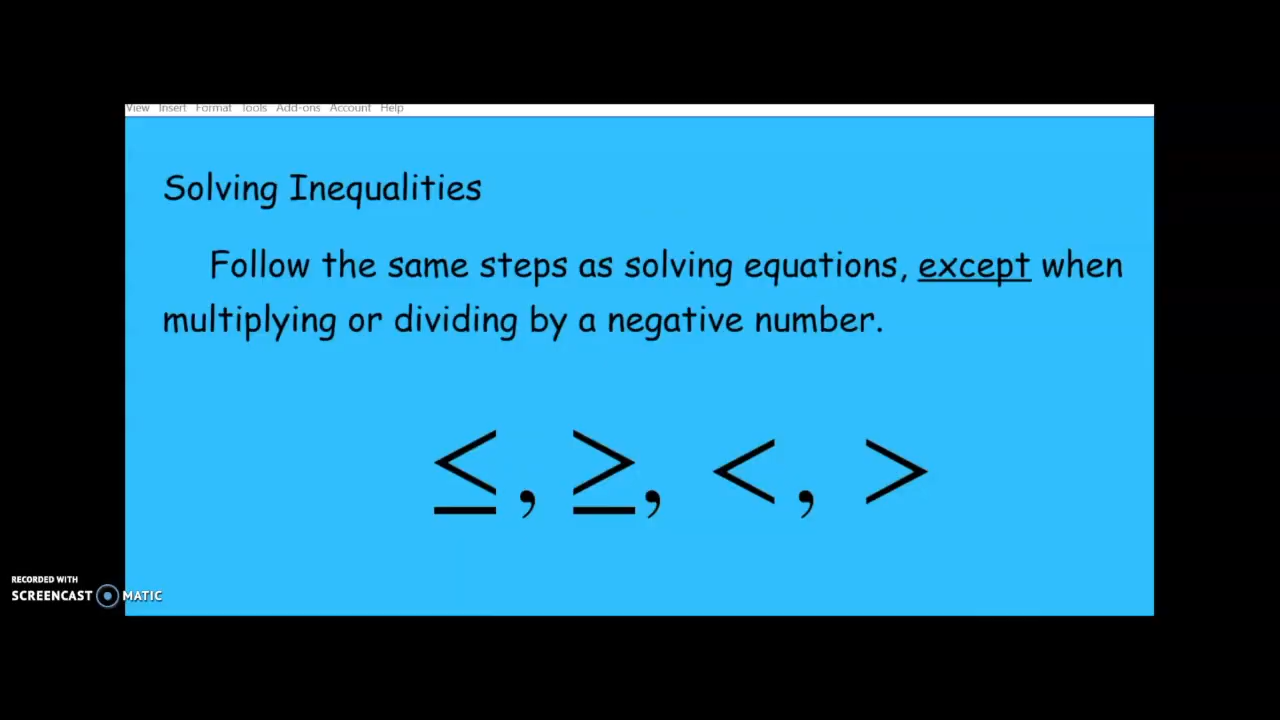 View Insert Format Tools Add-ons Account Help
Solving Inequalities
Follow the same steps as solving equations, except when
multiplying or dividing by a negative number.
≤, ≥, <, >
RECORDED WITH
SCREENCAST MATIC